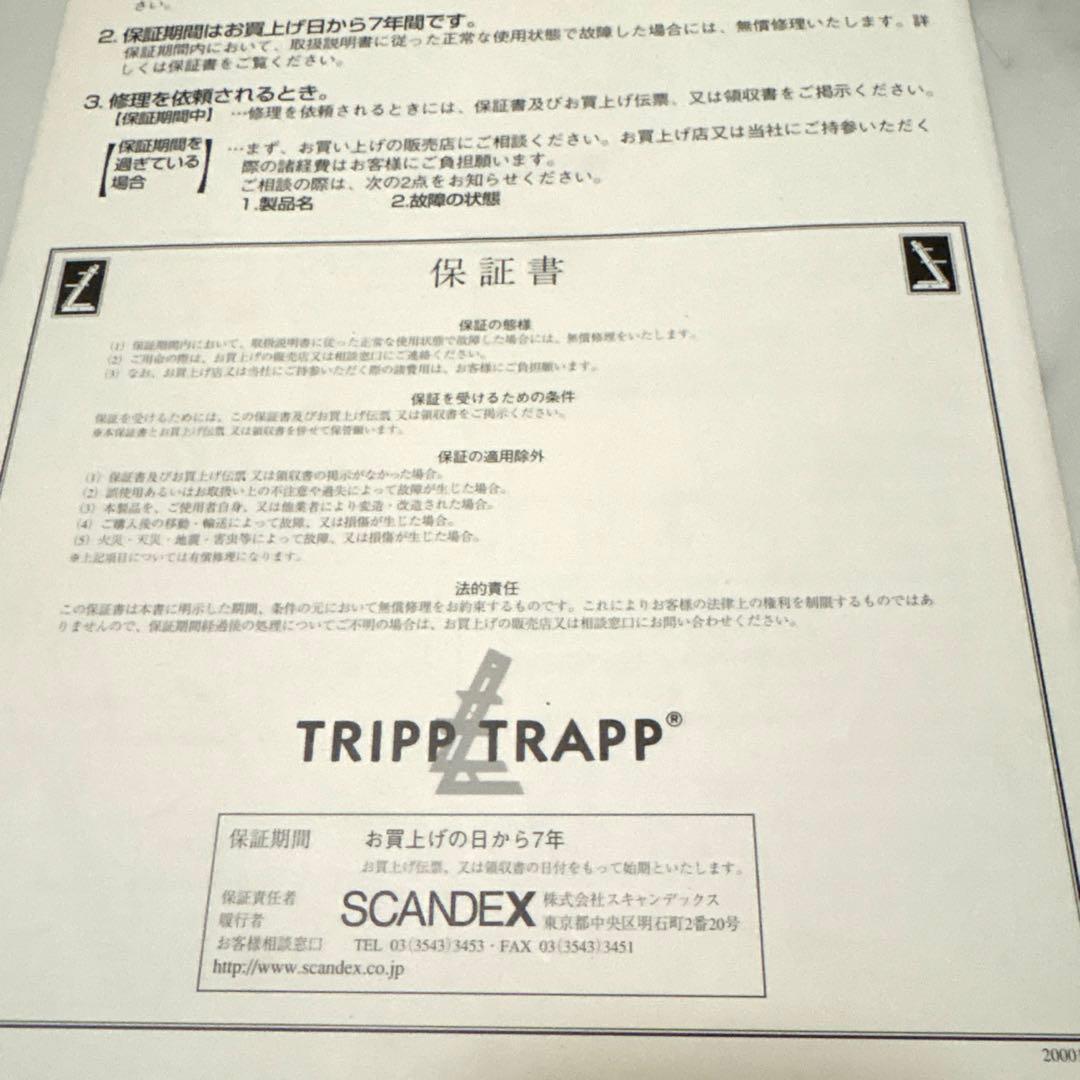 さい。
2. 保証期間はお買上げ日から7年間です。
保証期間内において、取扱説明書に従った正常な使用状態で故障した場合には、無償修理いたします。詳
しくは保証書をご覧ください。
3. 修理を依頼されるとき。
【保証期間中】 …修理を依頼されるときには、保証書及びお買上げ伝票、又は領収書をご掲示ください。
【保証期間を過ぎている場合】 …まず、お買い上げの販売店にご相談ください。お買上げ店又は当社にご持参いただく
際の諸経費はお客様にご負担願います。
ご相談の際は、次の2点をお知らせください。
1.製品名 2.故障の状態
保証書
保証の態様
(1) 保証期間内において、取扱説明書に従った正常な使用状態で故障した場合には、無償修理をいたします。
(2) ご用命の際は、お買上げの販売店又は相談窓口にご連絡ください。
(3) なお、お買上げ店又は当社にご持参いただく際の諸費用は、お客様にご負担願います。
保証を受けるための条件
保証を受けるためには、この保証書及びお買上げ伝票 又は領収書をご掲示ください。
※本保証書とお買上げ伝票 又は領収書を併せて保管願います。
保証の適用除外
(1) 保証書及びお買上げ伝票 又は領収書の掲示がなかった場合。
(2) 誤使用あるいはお取扱い上の不注意や過失によって故障が生じた場合。
(3) 本製品を、ご使用者自身、又は他業者により変造・改造された場合。
(4) ご購入後の移動・輸送によって故障、又は損傷が生じた場合。
(5) 火災・天災・地震・害虫等によって故障、又は損傷が生じた場合。
※上記項目については有償修理になります。
法的責任
この保証書は本書に明示した期間、条件の元において無償修理をお約束するものです。これによりお客様の法律上の権利を制限するものではあ
りませんので、保証期間経過後の処理についてご不明の場合は、お買上げの販売店又は相談窓口にお問い合わせください。
TRIPP TRAPP®
保証期間 お買上げの日から7年
お買上げ伝票、又は領収書の日付をもって始期といたします。
保証責任者 SCANDEX 株式会社スキャンデックス
履行者 東京都中央区明石町2番20号
お客様相談窓口 TEL 03(3543)3453・FAX 03(3543)3451
http://www.scandex.co.jp